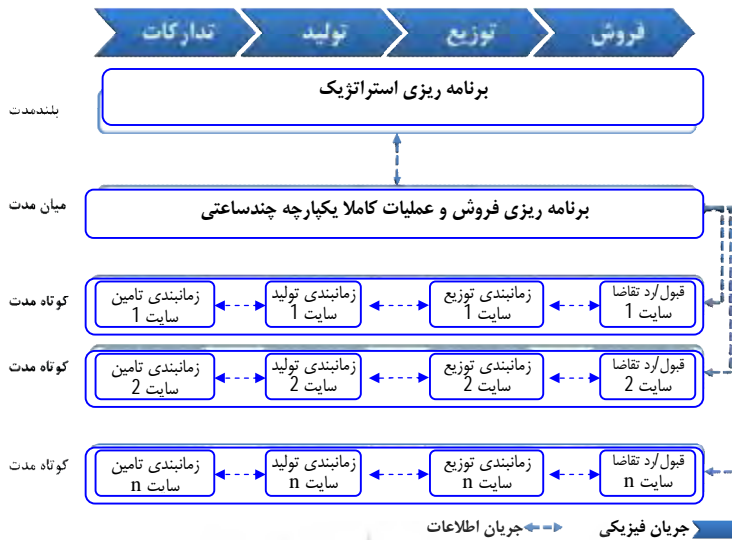 فروش
توزیع
تولید
تدارکات
برنامه ریزی استراتژیک
بلندمدت
برنامه ریزی فروش و عملیات کاملا یکپارچه چندساعتی
میان مدت
قبول/رد تقاضا
سایت 1
زمانبندی توزیع
سایت 1
زمانبندی تولید
سایت 1
زمانبندی تامین
سایت 1
کوتاه مدت
قبول/رد تقاضا
سایت 2
زمانبندی توزیع
سایت 2
زمانبندی تولید
سایت 2
زمانبندی تامین
سایت 2
کوتاه مدت
قبول/رد تقاضا
سایت n
زمانبندی توزیع
سایت n
زمانبندی تولید
سایت n
زمانبندی تامین
سایت n
کوتاه مدت
جریان فیزیکی
جریان اطلاعات